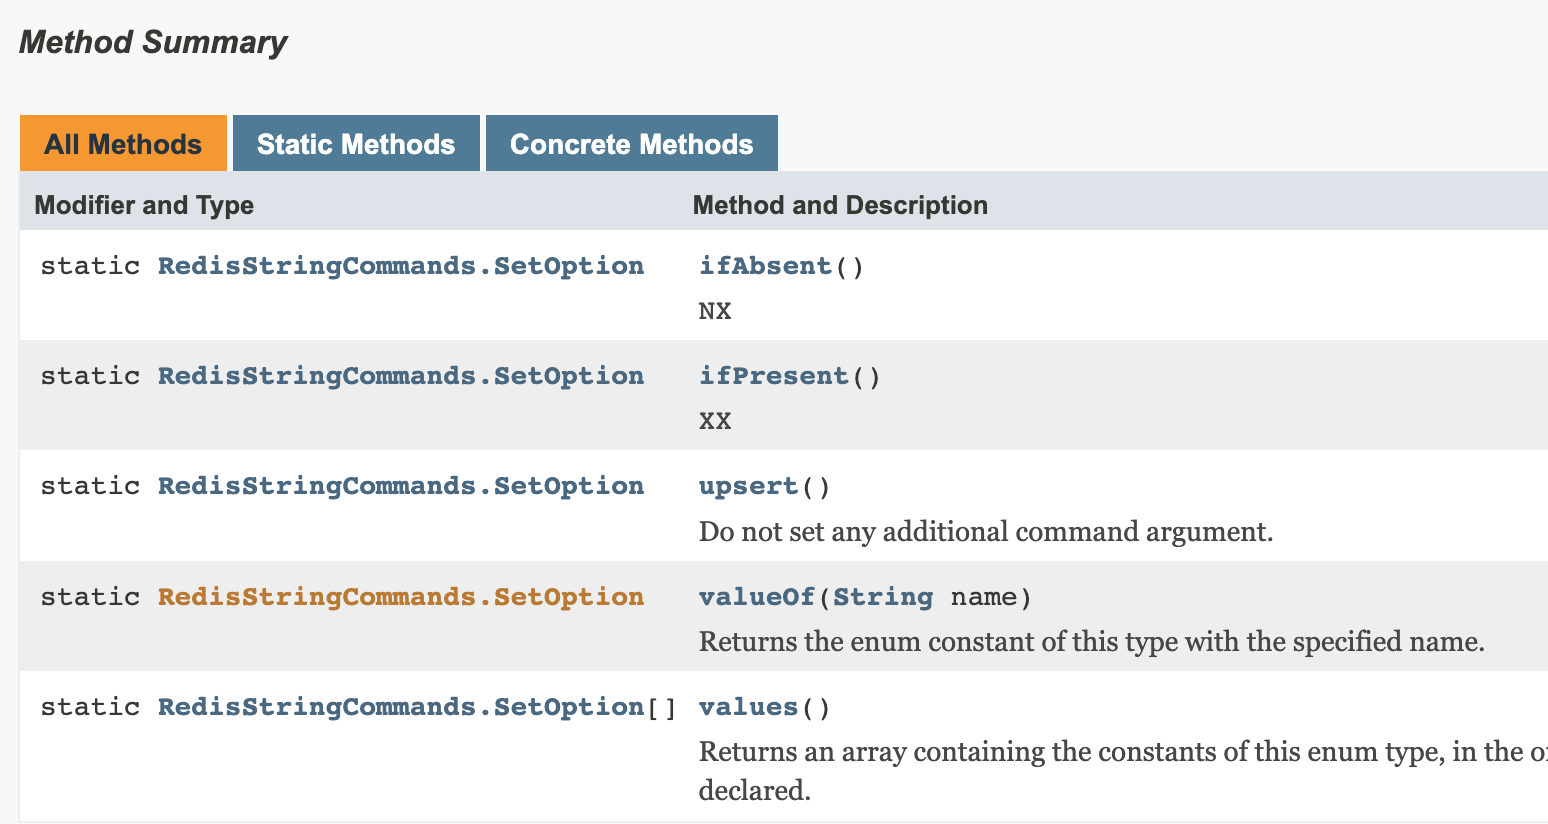 Method Summary
All Methods Static Methods Concrete Methods
Modifier and Type Method and Description
static RedisStringCommands.SetOption ifAbsent()
NX
static RedisStringCommands.SetOption ifPresent()
XX
static RedisStringCommands.SetOption upsert()
Do not set any additional command argument.
static RedisStringCommands.SetOption valueOf(String name)
Returns the enum constant of this type with the specified name.
static RedisStringCommands.SetOption[] values()
Returns an array containing the constants of this enum type, in the
declared.